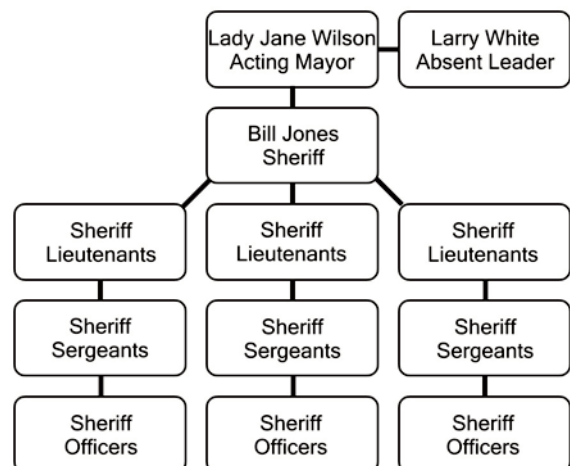 Lady Jane Wilson
Acting Mayor
Larry White
Absent Leader
Bill Jones
Sheriff
Sheriff
Lieutenants
Sheriff
Lieutenants
Sheriff
Lieutenants
Sheriff
Sergeants
Sheriff
Sergeants
Sheriff
Sergeants
Sheriff
Officers
Sheriff
Officers
Sheriff
Officers